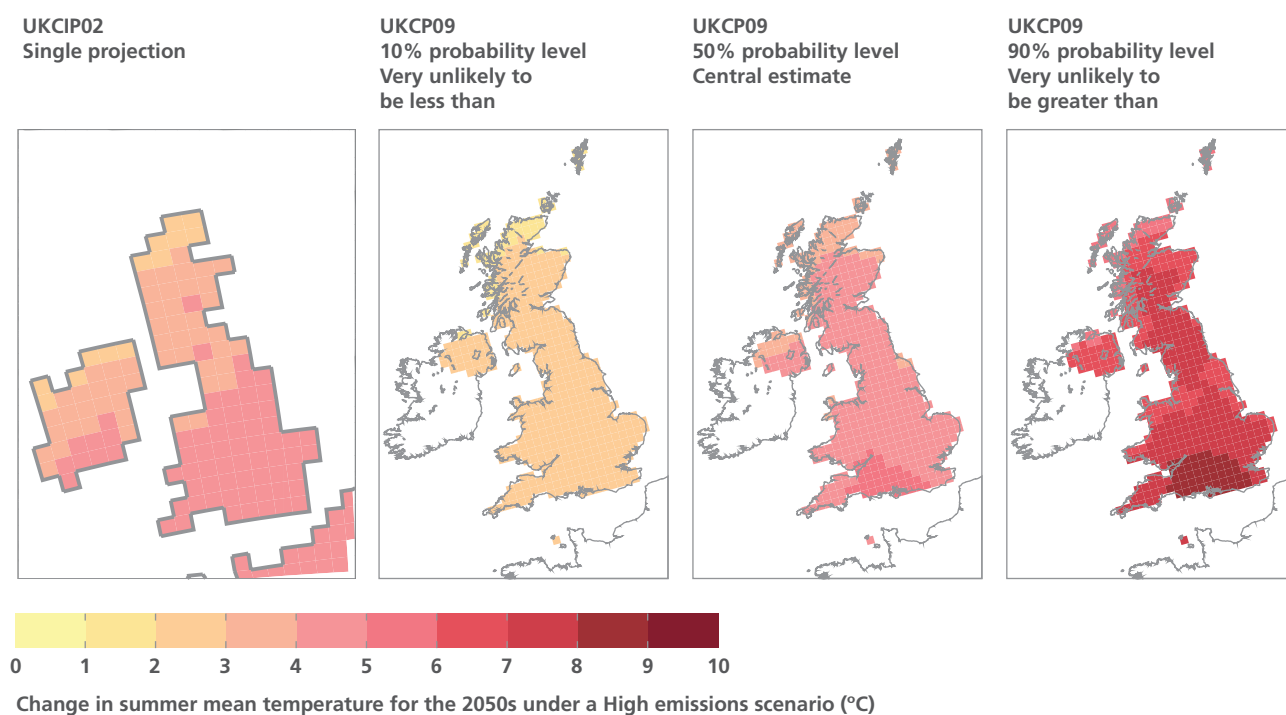 UKCIP02
Single projection
UKCP09
10% probability level
Very unlikely to
be less than
UKCP09
50% probability level
Central estimate
UKCP09
90% probability level
Very unlikely to
be greater than
0 1 2 3 4 5 6 7 8 9 10
Change in summer mean temperature for the 2050s under a High emissions scenario (ºC)